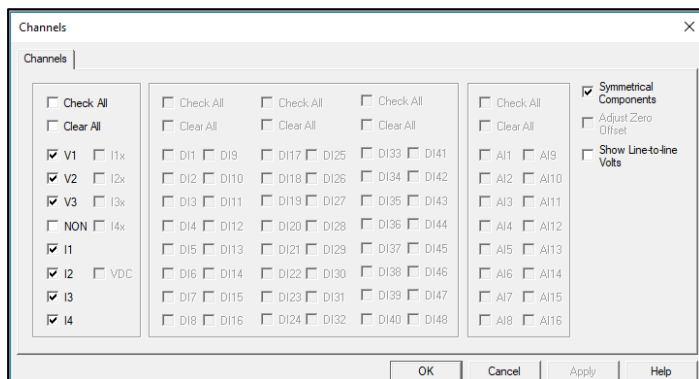 Channels
Channels
Check All
Clear All
V1 I1x
V2 I2x
V3 I3x
NON I4x
I1
I2 VDC
I3
I4
Check All Check All Check All
Clear All Clear All Clear All
DI1 DI9 DI17 DI25 DI33 DI41
DI2 DI10 DI18 DI26 DI34 DI42
DI3 DI11 DI19 DI27 DI35 DI43
DI4 DI12 DI20 DI28 DI36 DI44
DI5 DI13 DI21 DI29 DI37 DI45
DI6 DI14 DI22 DI30 DI38 DI46
DI7 DI15 DI23 DI31 DI39 DI47
DI8 DI16 DI24 DI32 DI40 DI48
Check All
Clear All
AI1 AI9
AI2 AI10
AI3 AI11
AI4 AI12
AI5 AI13
AI6 AI14
AI7 AI15
AI8 AI16
Symmetrical
Components
Adjust Zero
Offset
Show Line-to-line
Volts
OK Cancel Apply Help